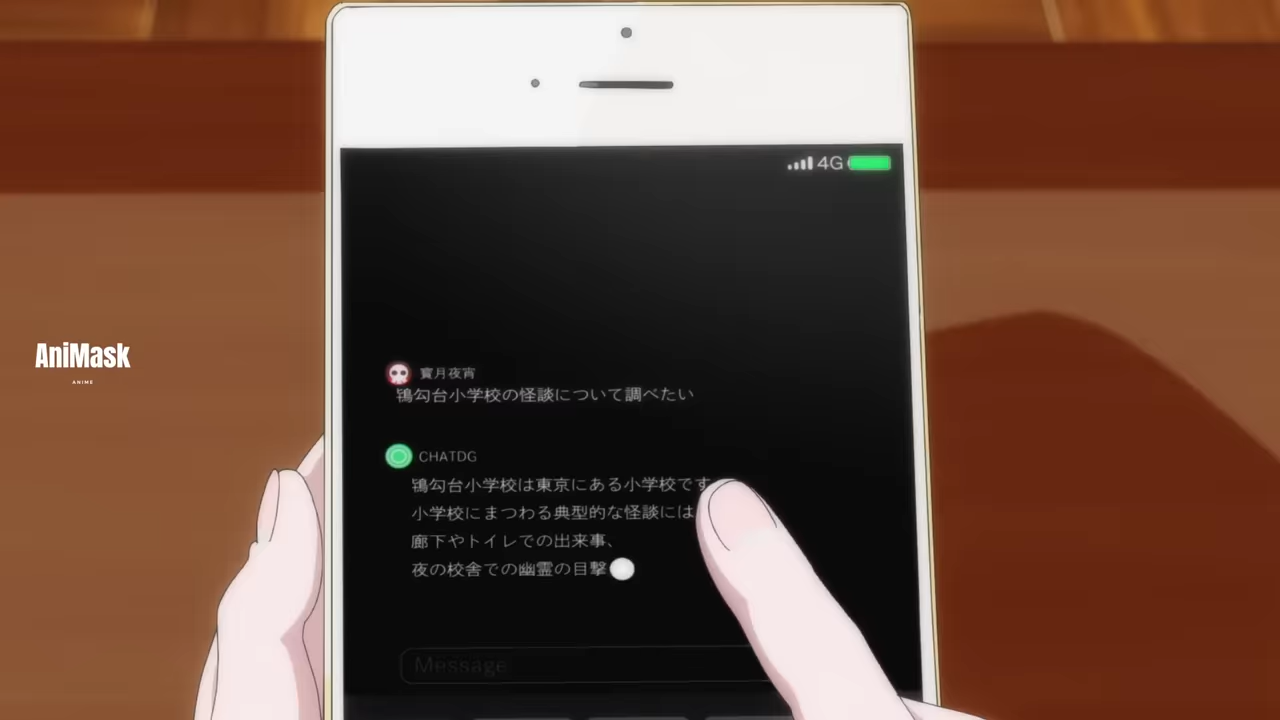 4G
AniMask
ANIME
寳月夜宵
鴇勾台小学校の怪談について調べたい
CHATDG
鴇勾台小学校は東京にある小学校です
小学校にまつわる典型的な怪談には
廊下やトイレでの出来事、
夜の校舎での幽霊の目撃
Message